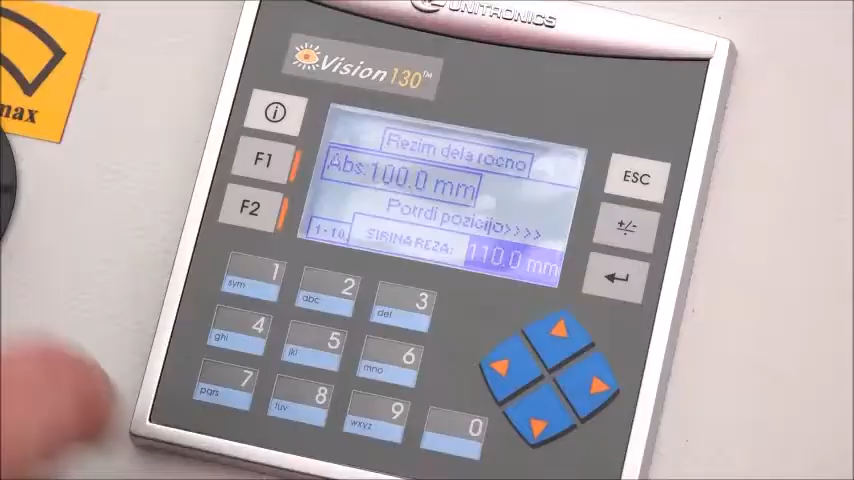 UNITRONICS
Vision130™
max
i
F1
F2
Rezim dela rocno
Abs:100.0 mm
Potrdi pozicijo>>>>
1-10
SIRINA REZA: 110.0 mm
ESC
+/-
1
sym
2
abc
3
def
4
ghi
5
jkl
6
mno
7
pqrs
8
tuv
9
wxyz
0